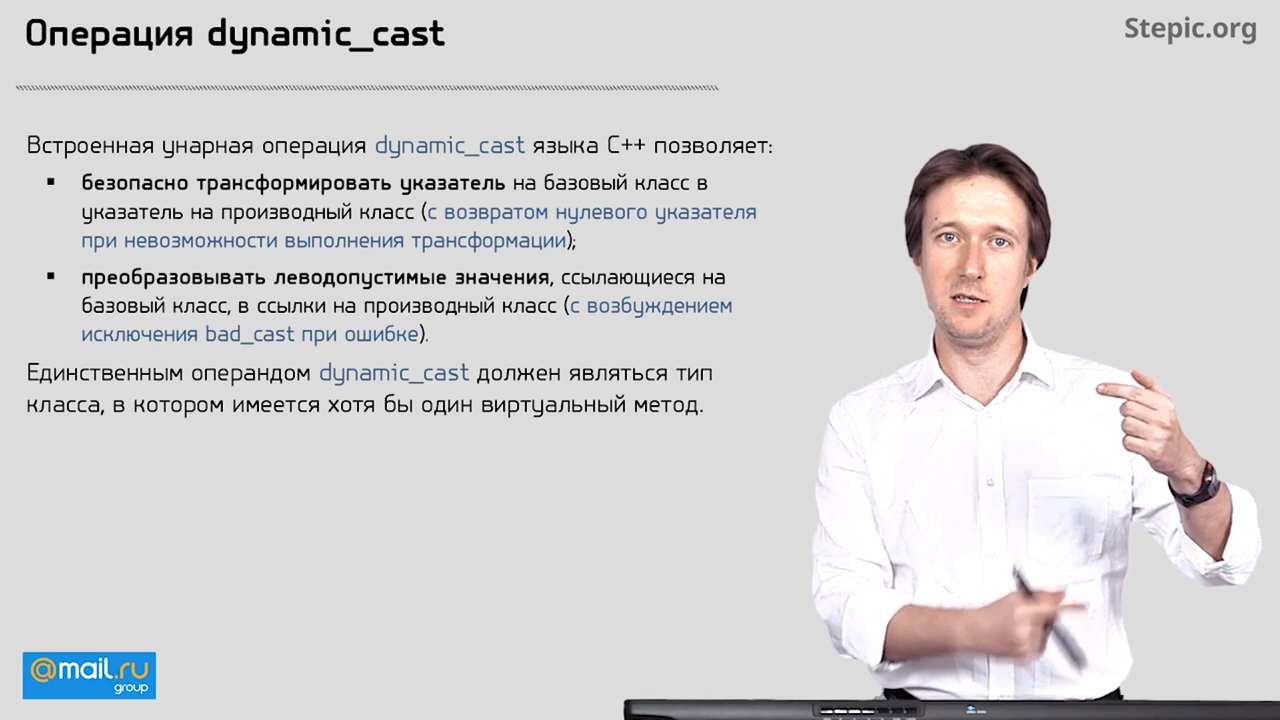 Операция dynamic_cast
Stepic.org
Встроенная унарная операция dynamic_cast языка C++ позволяет:
▪ безопасно трансформировать указатель на базовый класс в
указатель на производный класс (с возвратом нулевого указателя
при невозможности выполнения трансформации);
▪ преобразовывать леводопустимые значения, ссылающиеся на
базовый класс, в ссылки на производный класс (с возбуждением
исключения bad_cast при ошибке).
Единственным операндом dynamic_cast должен являться тип
класса, в котором имеется хотя бы один виртуальный метод.
@mail.ru
group